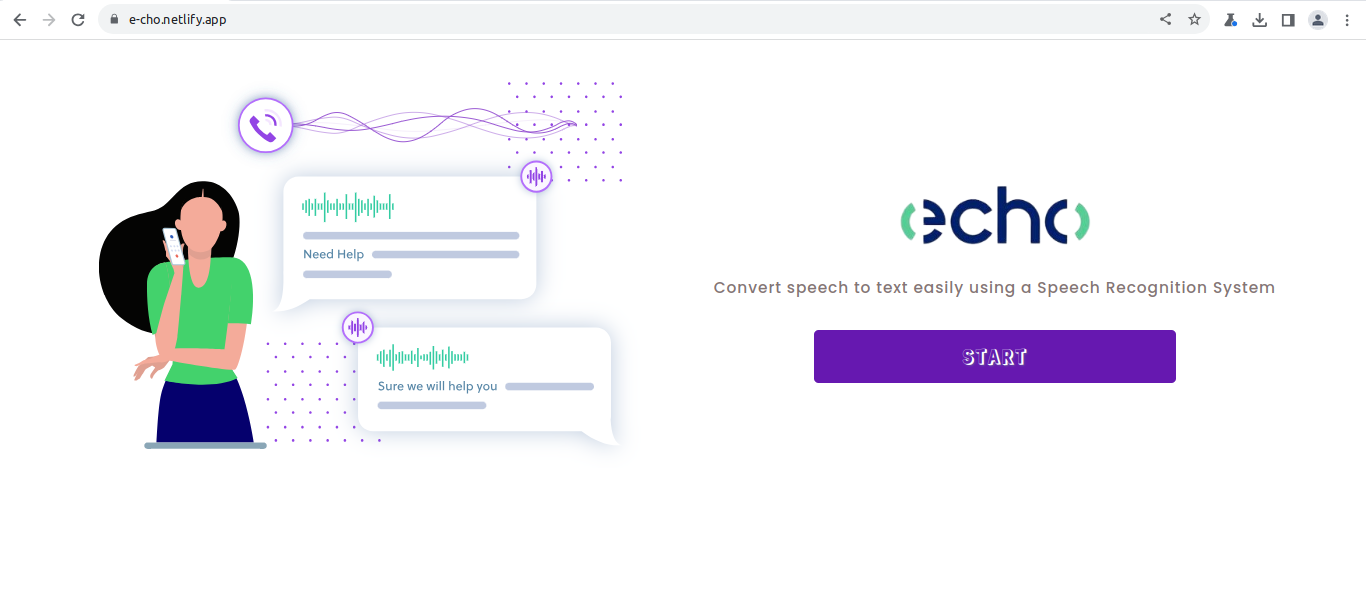 e-cho.netlify.app
Need Help
Sure we will help you
echo
Convert speech to text easily using a Speech Recognition System
START